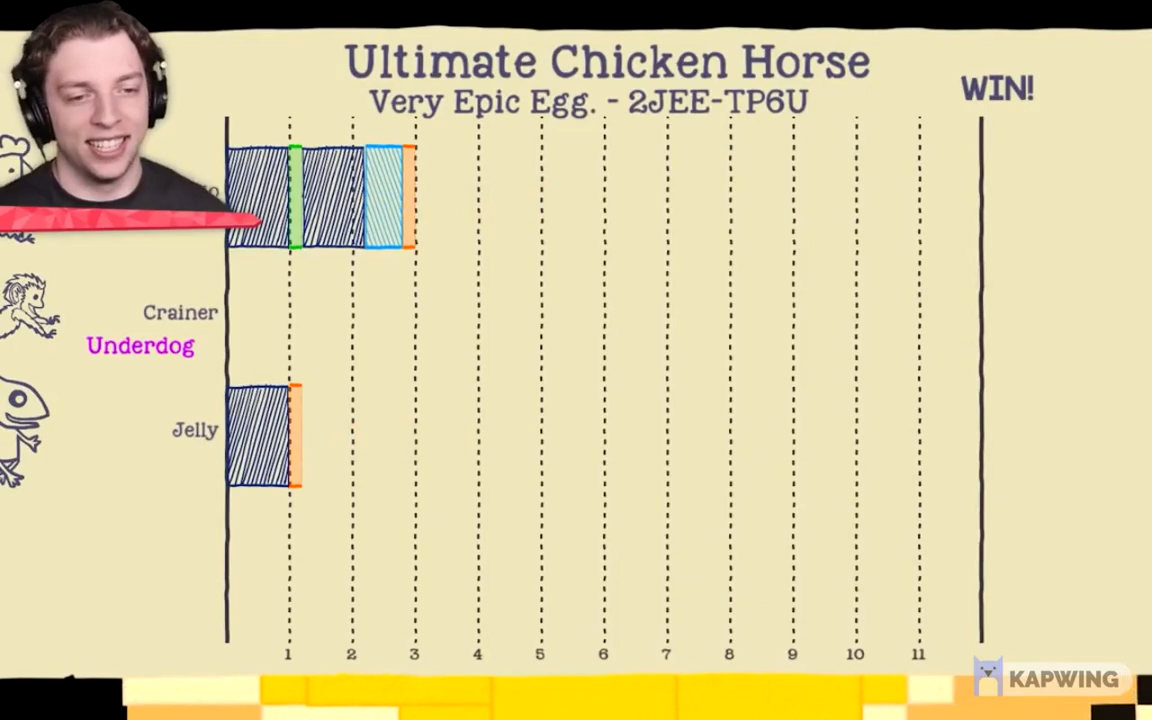 Ultimate Chicken Horse
Very Epic Egg. - 2JEE-TP6U
WIN!
Crainer
Underdog
Jelly
1 2 3 4 5 6 7 8 9 10 11
KAPWING